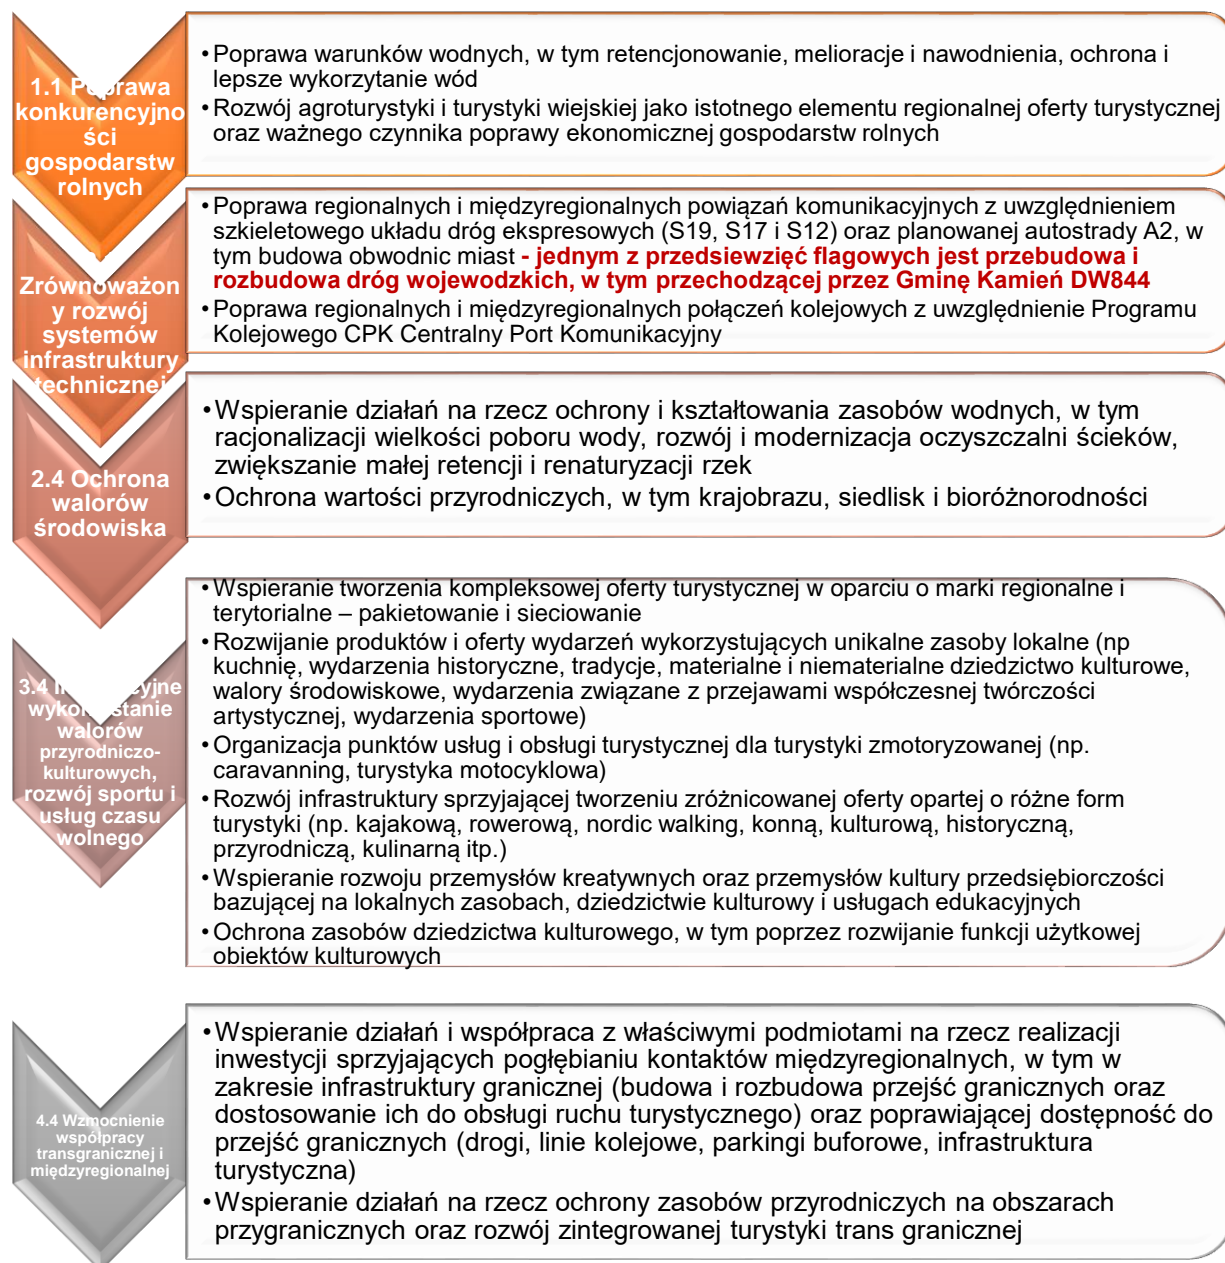 1.1 Poprawa
konkurencyjno
ści
gospodarstw
rolnych
•Poprawa warunków wodnych, w tym retencjonowanie, melioracje i nawodnienia, ochrona i
lepsze wykorzytanie wód
•Rozwój agroturystyki i turystyki wiejskiej jako istotnego elementu regionalnej oferty turystycznej
oraz ważnego czynnika poprawy ekonomicznej gospodarstw rolnych
Zrównoważon
y rozwój
systemów
infrastruktury
technicznej
•Poprawa regionalnych i międzyregionalnych powiązań komunikacyjnych z uwzględnieniem
szkieletowego układu dróg ekspresowych (S19, S17 i S12) oraz planowanej autostrady A2, w
tym budowa obwodnic miast - jednym z przedsiewzięć flagowych jest przebudowa i
rozbudowa dróg wojewodzkich, w tym przechodzącej przez Gminę Kamień DW844
•Poprawa regionalnych i międzyregionalnych połączeń kolejowych z uwzględnienie Programu
Kolejowego CPK Centralny Port Komunikacyjny
2.4 Ochrona
walorów
środowiska
•Wspieranie działań na rzecz ochrony i kształtowania zasobów wodnych, w tym
racjonalizacji wielkości poboru wody, rozwój i modernizacja oczyszczalni ścieków,
zwiększanie małej retencji i renaturyzacji rzek
•Ochrona wartości przyrodniczych, w tym krajobrazu, siedlisk i bioróżnorodności
3.4
walorów
przyrodniczo-
kulturowych,
rozwój sportu i
usług czasu
wolnego
•Wspieranie tworzenia kompleksowej oferty turystycznej w oparciu o marki regionalne i
terytorialne – pakietowanie i sieciowanie
•Rozwijanie produktów i oferty wydarzeń wykorzystujących unikalne zasoby lokalne (np
kuchnię, wydarzenia historyczne, tradycje, materialne i niematerialne dziedzictwo kulturowe,
walory środowiskowe, wydarzenia związane z przejawami współczesnej twórczości
artystycznej, wydarzenia sportowe)
•Organizacja punktów usług i obsługi turystycznej dla turystyki zmotoryzowanej (np.
caravanning, turystyka motocyklowa)
•Rozwój infrastruktury sprzyjającej tworzeniu zróżnicowanej oferty opartej o różne form
turystyki (np. kajakową, rowerową, nordic walking, konną, kulturową, historyczną,
przyrodniczą, kulinarną itp.)
•Wspieranie rozwoju przemysłów kreatywnych oraz przemysłów kultury przedsiębiorczości
bazującej na lokalnych zasobach, dziedzictwie kulturowy i usługach edukacyjnych
•Ochrona zasobów dziedzictwa kulturowego, w tym poprzez rozwijanie funkcji użytkowej
obiektów kulturowych
4.4 Wzmocnienie
współpracy
transgranicznej i
międzyregionalnej
•Wspieranie działań i współpraca z właściwymi podmiotami na rzecz realizacji
inwestycji sprzyjających pogłębianiu kontaktów międzyregionalnych, w tym w
zakresie infrastruktury granicznej (budowa i rozbudowa przejść granicznych oraz
dostosowanie ich do obsługi ruchu turystycznego) oraz poprawiającej dostępność do
przejść granicznych (drogi, linie kolejowe, parkingi buforowe, infrastruktura
turystyczna)
•Wspieranie działań na rzecz ochrony zasobów przyrodniczych na obszarach
przygranicznych oraz rozwój zintegrowanej turystyki trans granicznej